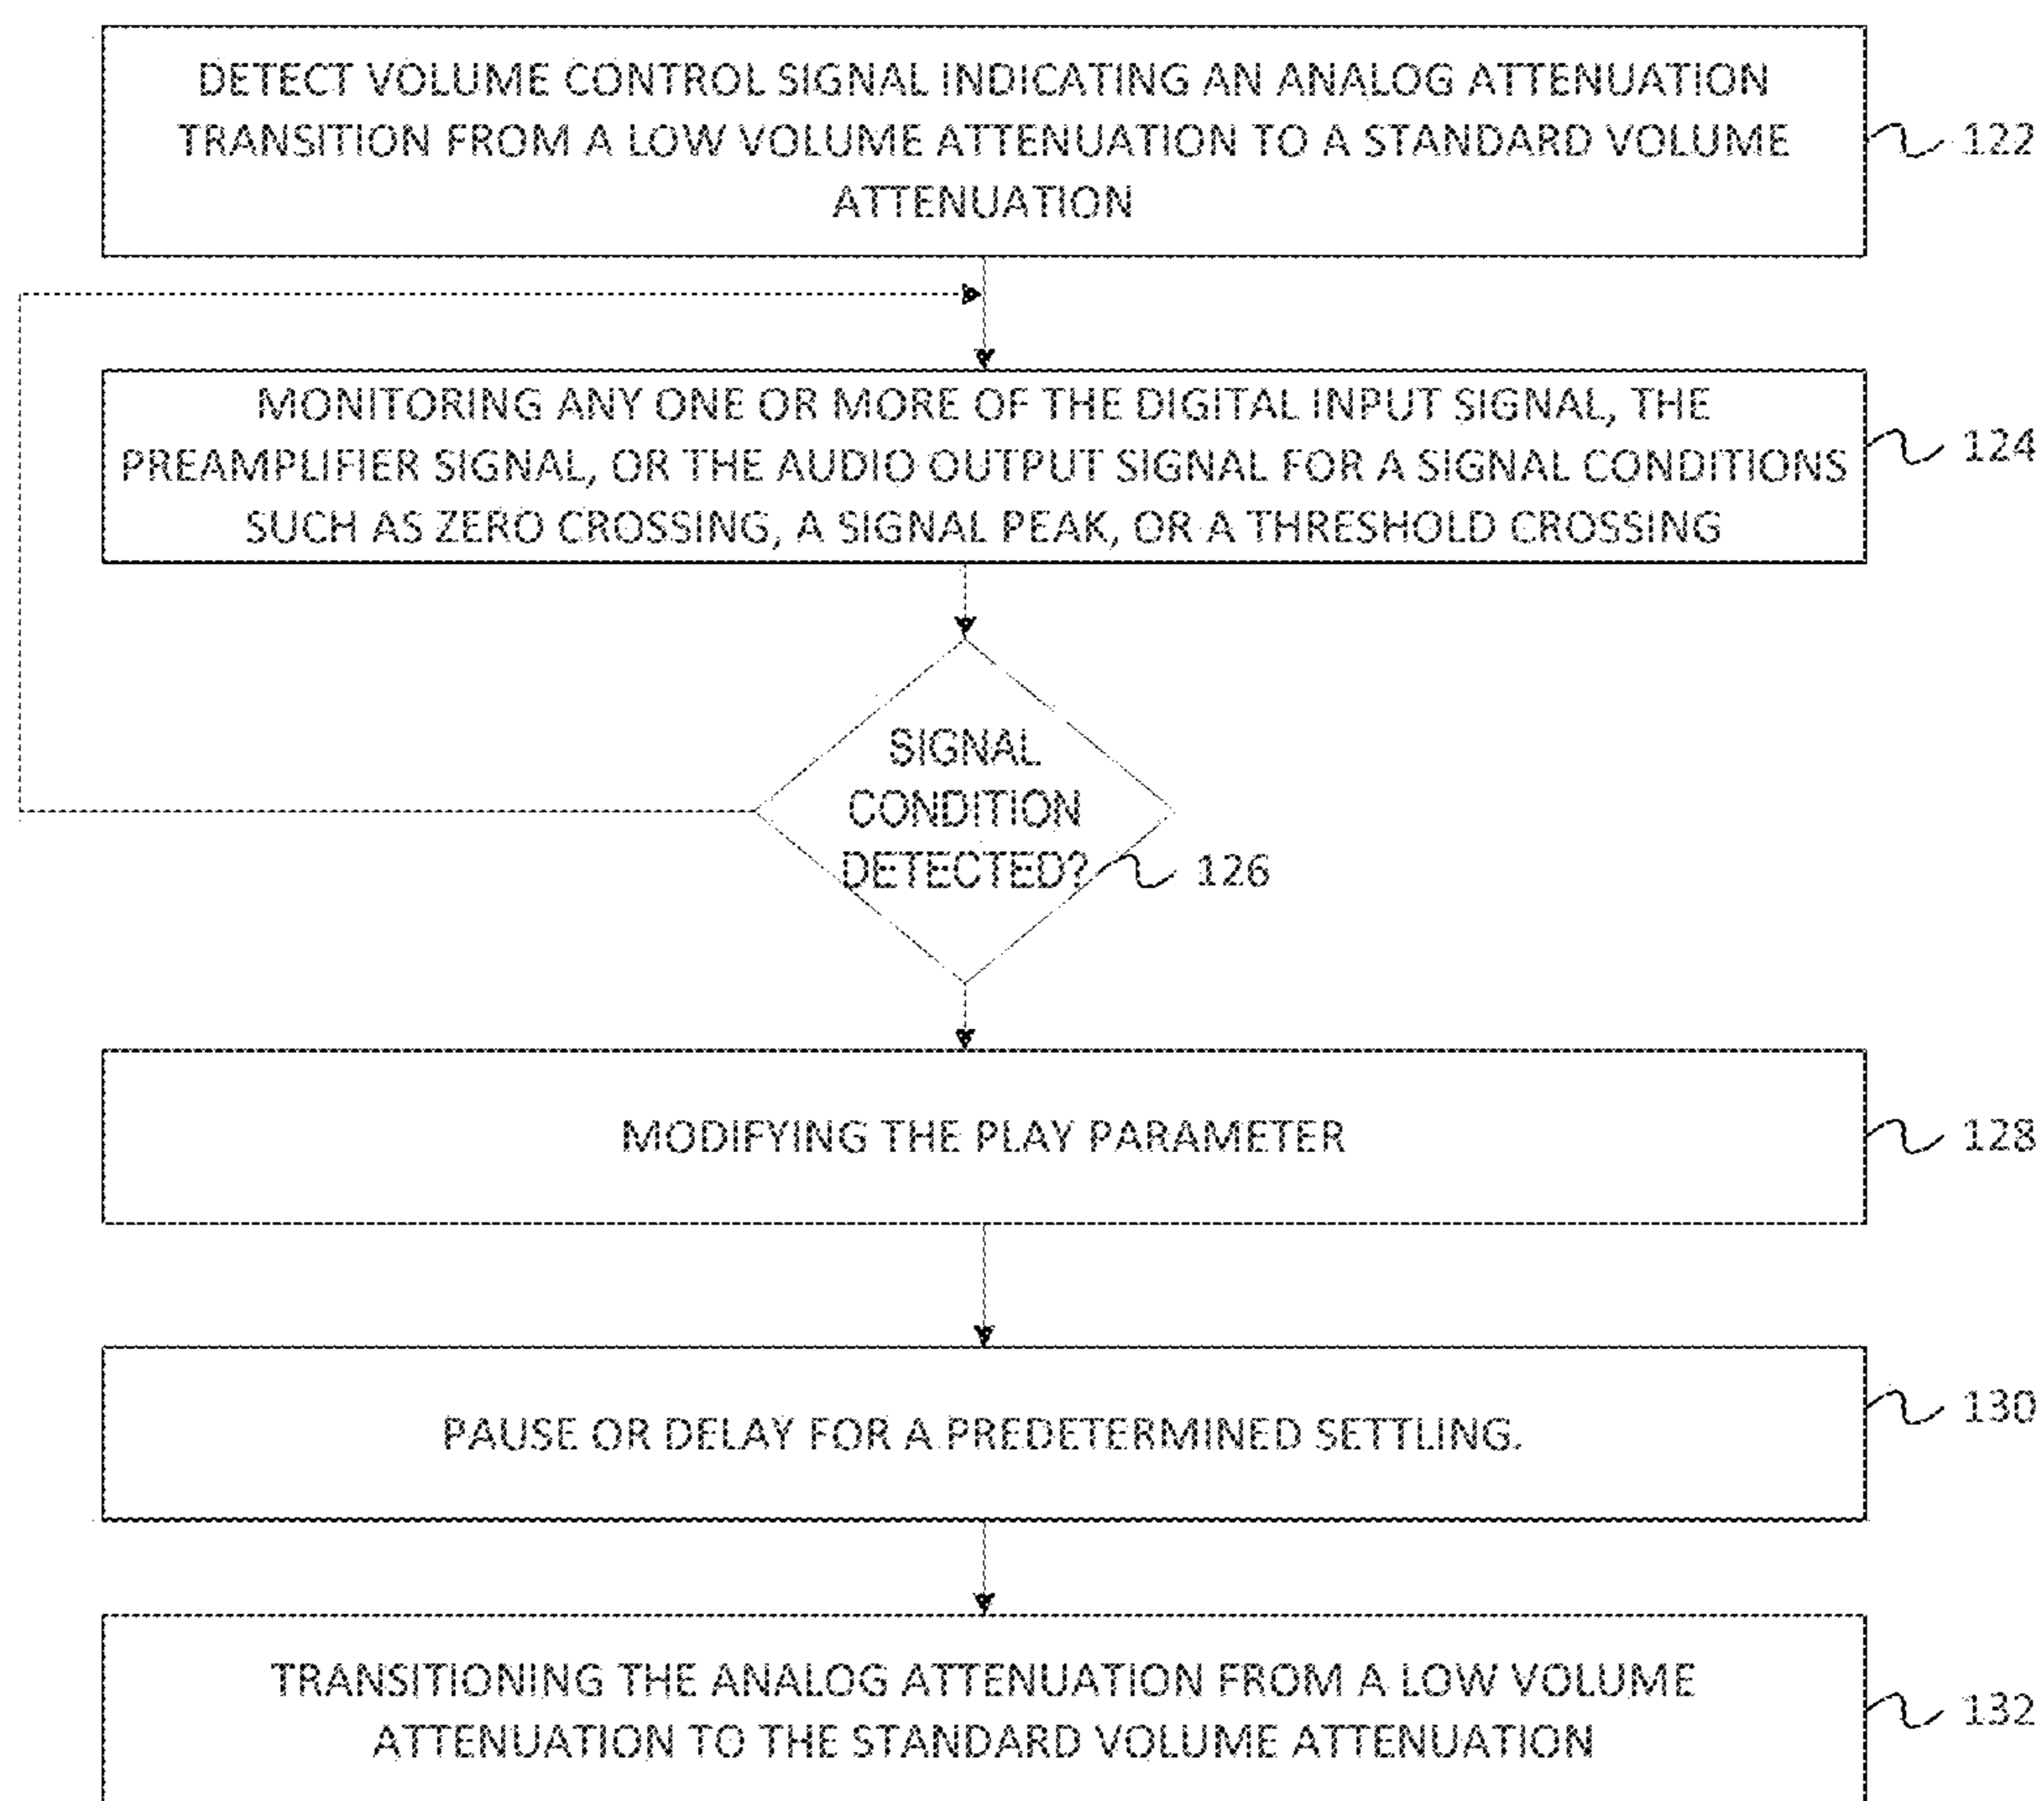 DETECT VOLUME CONTROL SIGNAL INDICATING AN ANALOG ATTENUATION
TRANSITION FROM A LOW VOLUME ATTENUATION TO A STANDARD VOLUME
ATTENUATION
122
MONITORING ANY ONE OR MORE OF THE DIGITAL INPUT SIGNAL, THE
PREAMPLIFIER SIGNAL, OR THE AUDIO OUTPUT SIGNAL FOR A SIGNAL CONDITIONS
SUCH AS ZERO CROSSING, A SIGNAL PEAK, OR A THRESHOLD CROSSING
124
SIGNAL
CONDITION
DETECTED?
126
MODIFYING THE PLAY PARAMETER
128
PAUSE OR DELAY FOR A PREDETERMINED SETTLING.
130
TRANSITIONING THE ANALOG ATTENUATION FROM A LOW VOLUME
ATTENUATION TO THE STANDARD VOLUME ATTENUATION
132